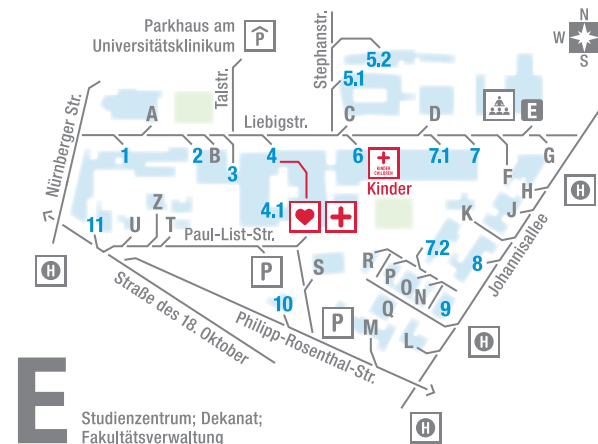 Parkhaus am
Universitätsklinikum
P
Stephanstr.
N
W
S
5.2
5.1
Talstr.
Nürnberger Str.
A
Liebigstr.
C
D
E
1
2
B
3
4
6
KINDER
CHILDREN
Kinder
7.1
7
F
G
H
H
J
K
4.1
Z
11
U
T
Paul-List-Str.
H
P
S
R
P
O
N
7.2
8
9
Johannisallee
Straße des 18. Oktober
10
Philipp-Rosenthal-Str.
P
M
Q
L
H
H
E
Studienzentrum; Dekanat;
Fakultätsverwaltung